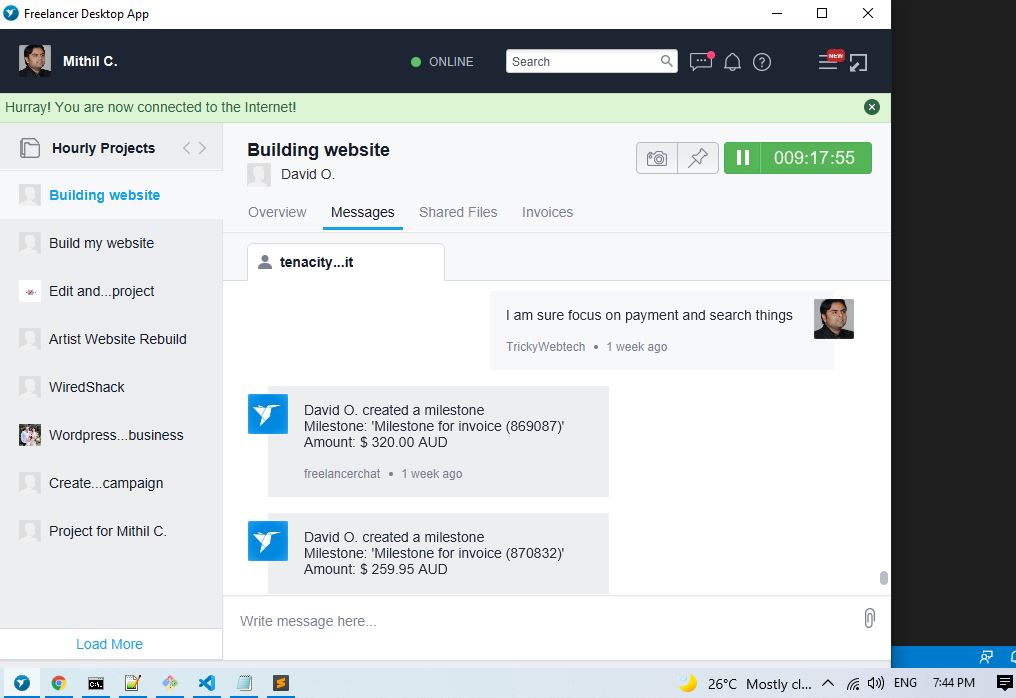 Freelancer Desktop App
Mithil C.
ONLINE
Search
NEW
Hurray! You are now connected to the Internet!
Hourly Projects
Building website
Build my website
Edit and...project
Artist Website Rebuild
WiredShack
Wordpress...business
Create...campaign
Project for Mithil C.
Load More
Building website
David O.
009:17:55
Overview Messages Shared Files Invoices
tenacity...it
I am sure focus on payment and search things
TrickyWebtech • 1 week ago
David O. created a milestone
Milestone: 'Milestone for invoice (869087)'
Amount: $ 320.00 AUD
freelancerchat • 1 week ago
David O. created a milestone
Milestone: 'Milestone for invoice (870832)'
Amount: $ 259.95 AUD
Write message here...
26°C Mostly cl... ENG 7:44 PM